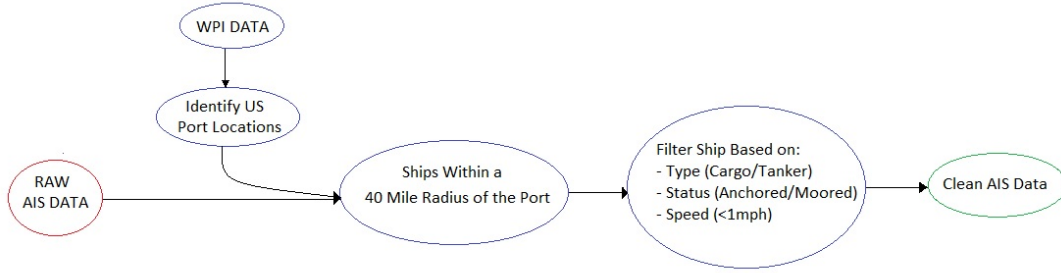 WPI DATA
Identify US
Port Locations
RAW
AIS DATA
Ships Within a
40 Mile Radius of the Port
Filter Ship Based on:
- Type (Cargo/Tanker)
- Status (Anchored/Moored)
- Speed (<1mph)
Clean AIS Data